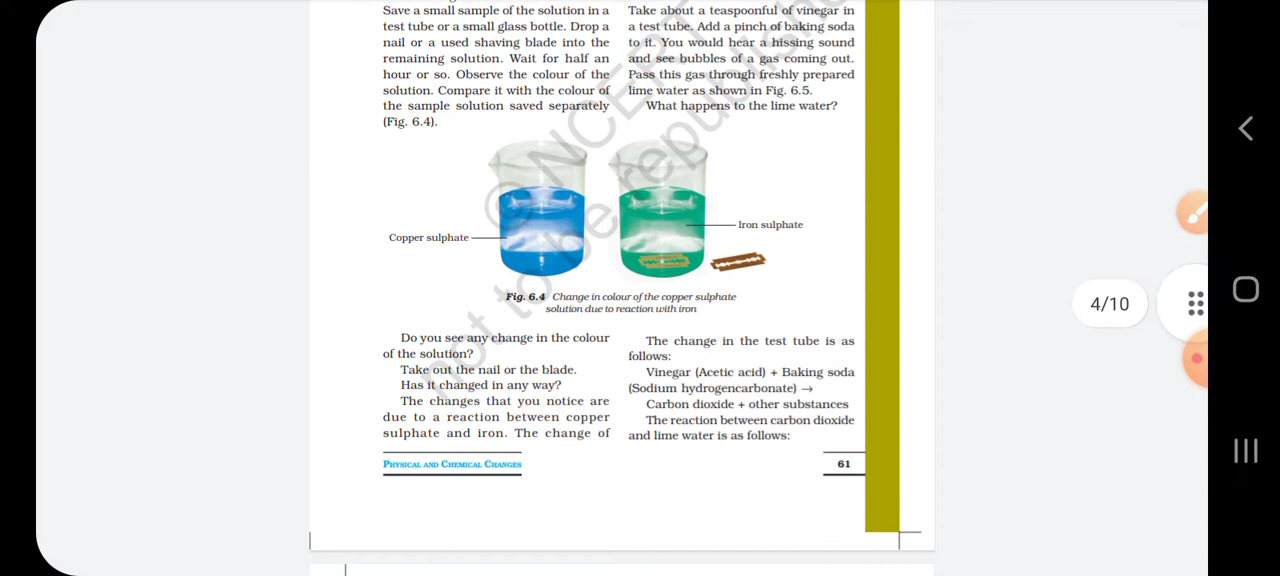 Save a small sample of the solution in a
test tube or a small glass bottle. Drop a
nail or a used shaving blade into the
remaining solution. Wait for half an
hour or so. Observe the colour of the
solution. Compare it with the colour of
the sample solution saved separately
(Fig. 6.4).
Take about a teaspoonful of vinegar in
a test tube. Add a pinch of baking soda
to it. You would hear a hissing sound
and see bubbles of a gas coming out.
Pass this gas through freshly prepared
lime water as shown in Fig. 6.5.
What happens to the lime water?
© NCERT
not to be republished
Copper sulphate
Iron sulphate
Fig. 6.4 Change in colour of the copper sulphate
solution due to reaction with iron
Do you see any change in the colour
of the solution?
Take out the nail or the blade.
Has it changed in any way?
The changes that you notice are
due to a reaction between copper
sulphate and iron. The change of
The change in the test tube is as
follows:
Vinegar (Acetic acid) + Baking soda
(Sodium hydrogencarbonate) →
Carbon dioxide + other substances
The reaction between carbon dioxide
and lime water is as follows:
PHYSICAL AND CHEMICAL CHANGES
61
4/10